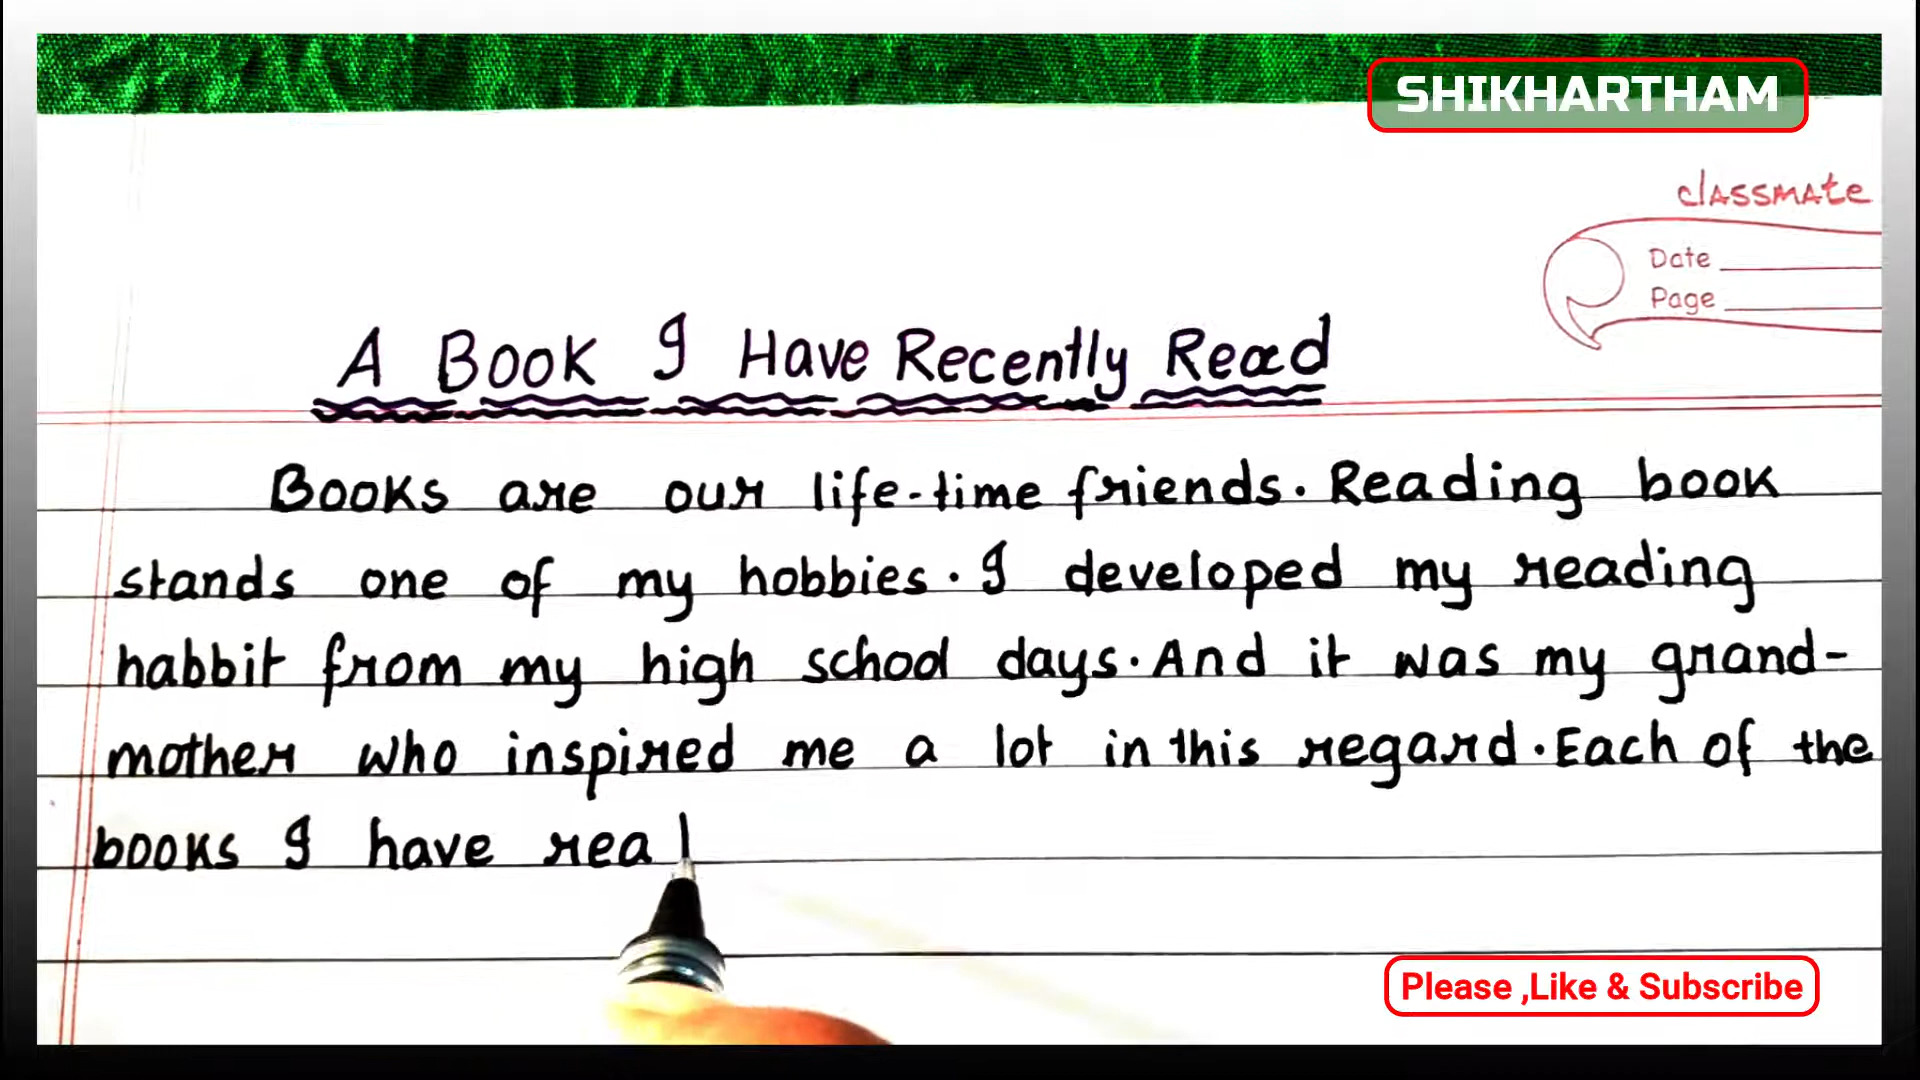 SHIKHARTHAM
classmate
Date
Page
A Book I Have Recently Read
Books are our life-time friends. Reading book
stands one of my hobbies. I developed my reading
habbit from my high school days. And it was my grand-
mother who inspired me a lot in this regard. Each of the
books I have rea
Please ,Like & Subscribe